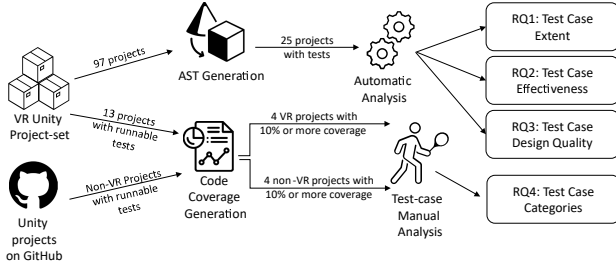 97 projects
AST Generation
25 projects
with tests
Automatic
Analysis
RQ1: Test Case
Extent
RQ2: Test Case
Effectiveness
RQ3: Test Case
Design Quality
RQ4: Test Case
Categories
VR Unity
Project-set
13 projects
with runnable
tests
Non-VR Projects
with runnable
tests
Unity
projects
on GitHub
Code
Coverage
Generation
4 VR projects with
10% or more coverage
4 non-VR projects with
10% or more coverage
Test-case
Manual
Analysis